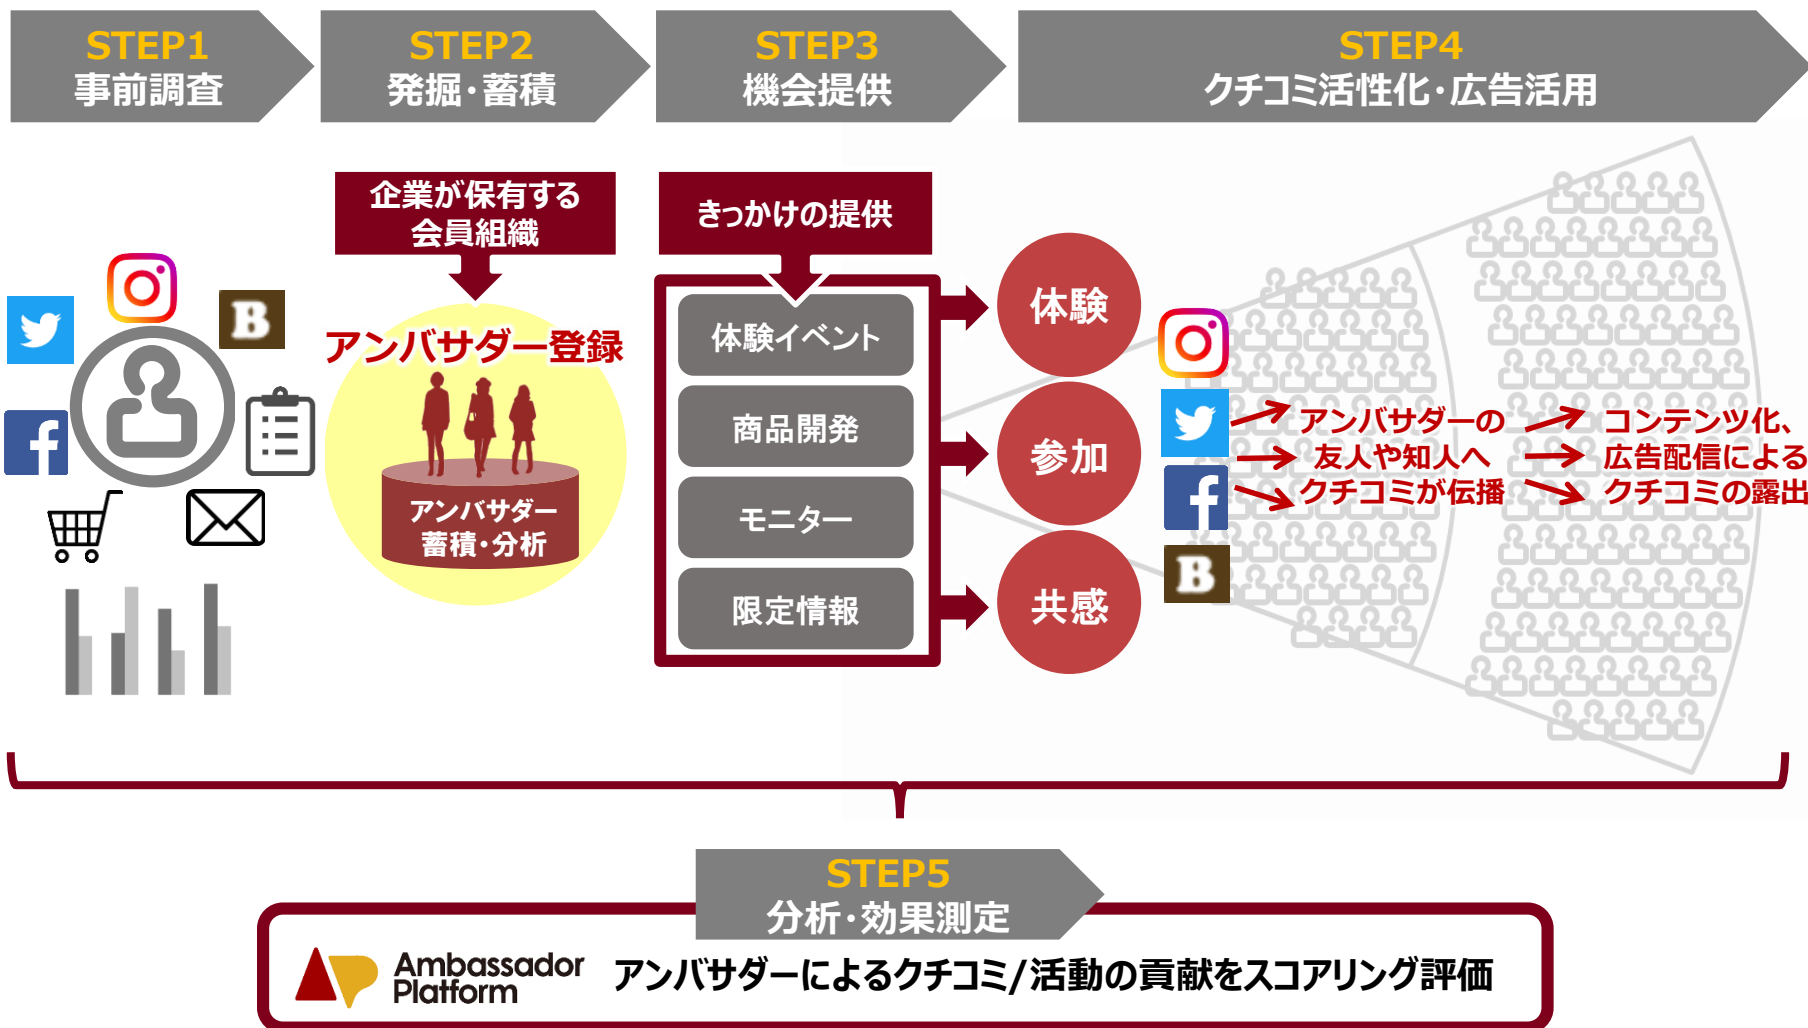 STEP1
事前調査
STEP2
発掘・蓄積
STEP3
機会提供
STEP4
クチコミ活性化・広告活用
企業が保有する
会員組織
アンバサダー登録
アンバサダー
蓄積・分析
きっかけの提供
体験イベント
商品開発
モニター
限定情報
体験
参加
共感
B
B
アンバサダーの
友人や知人へ
クチコミが伝播
コンテンツ化、
広告配信による
クチコミの露出
STEP5
分析・効果測定
Ambassador
Platform
アンバサダーによるクチコミ/活動の貢献をスコアリング評価